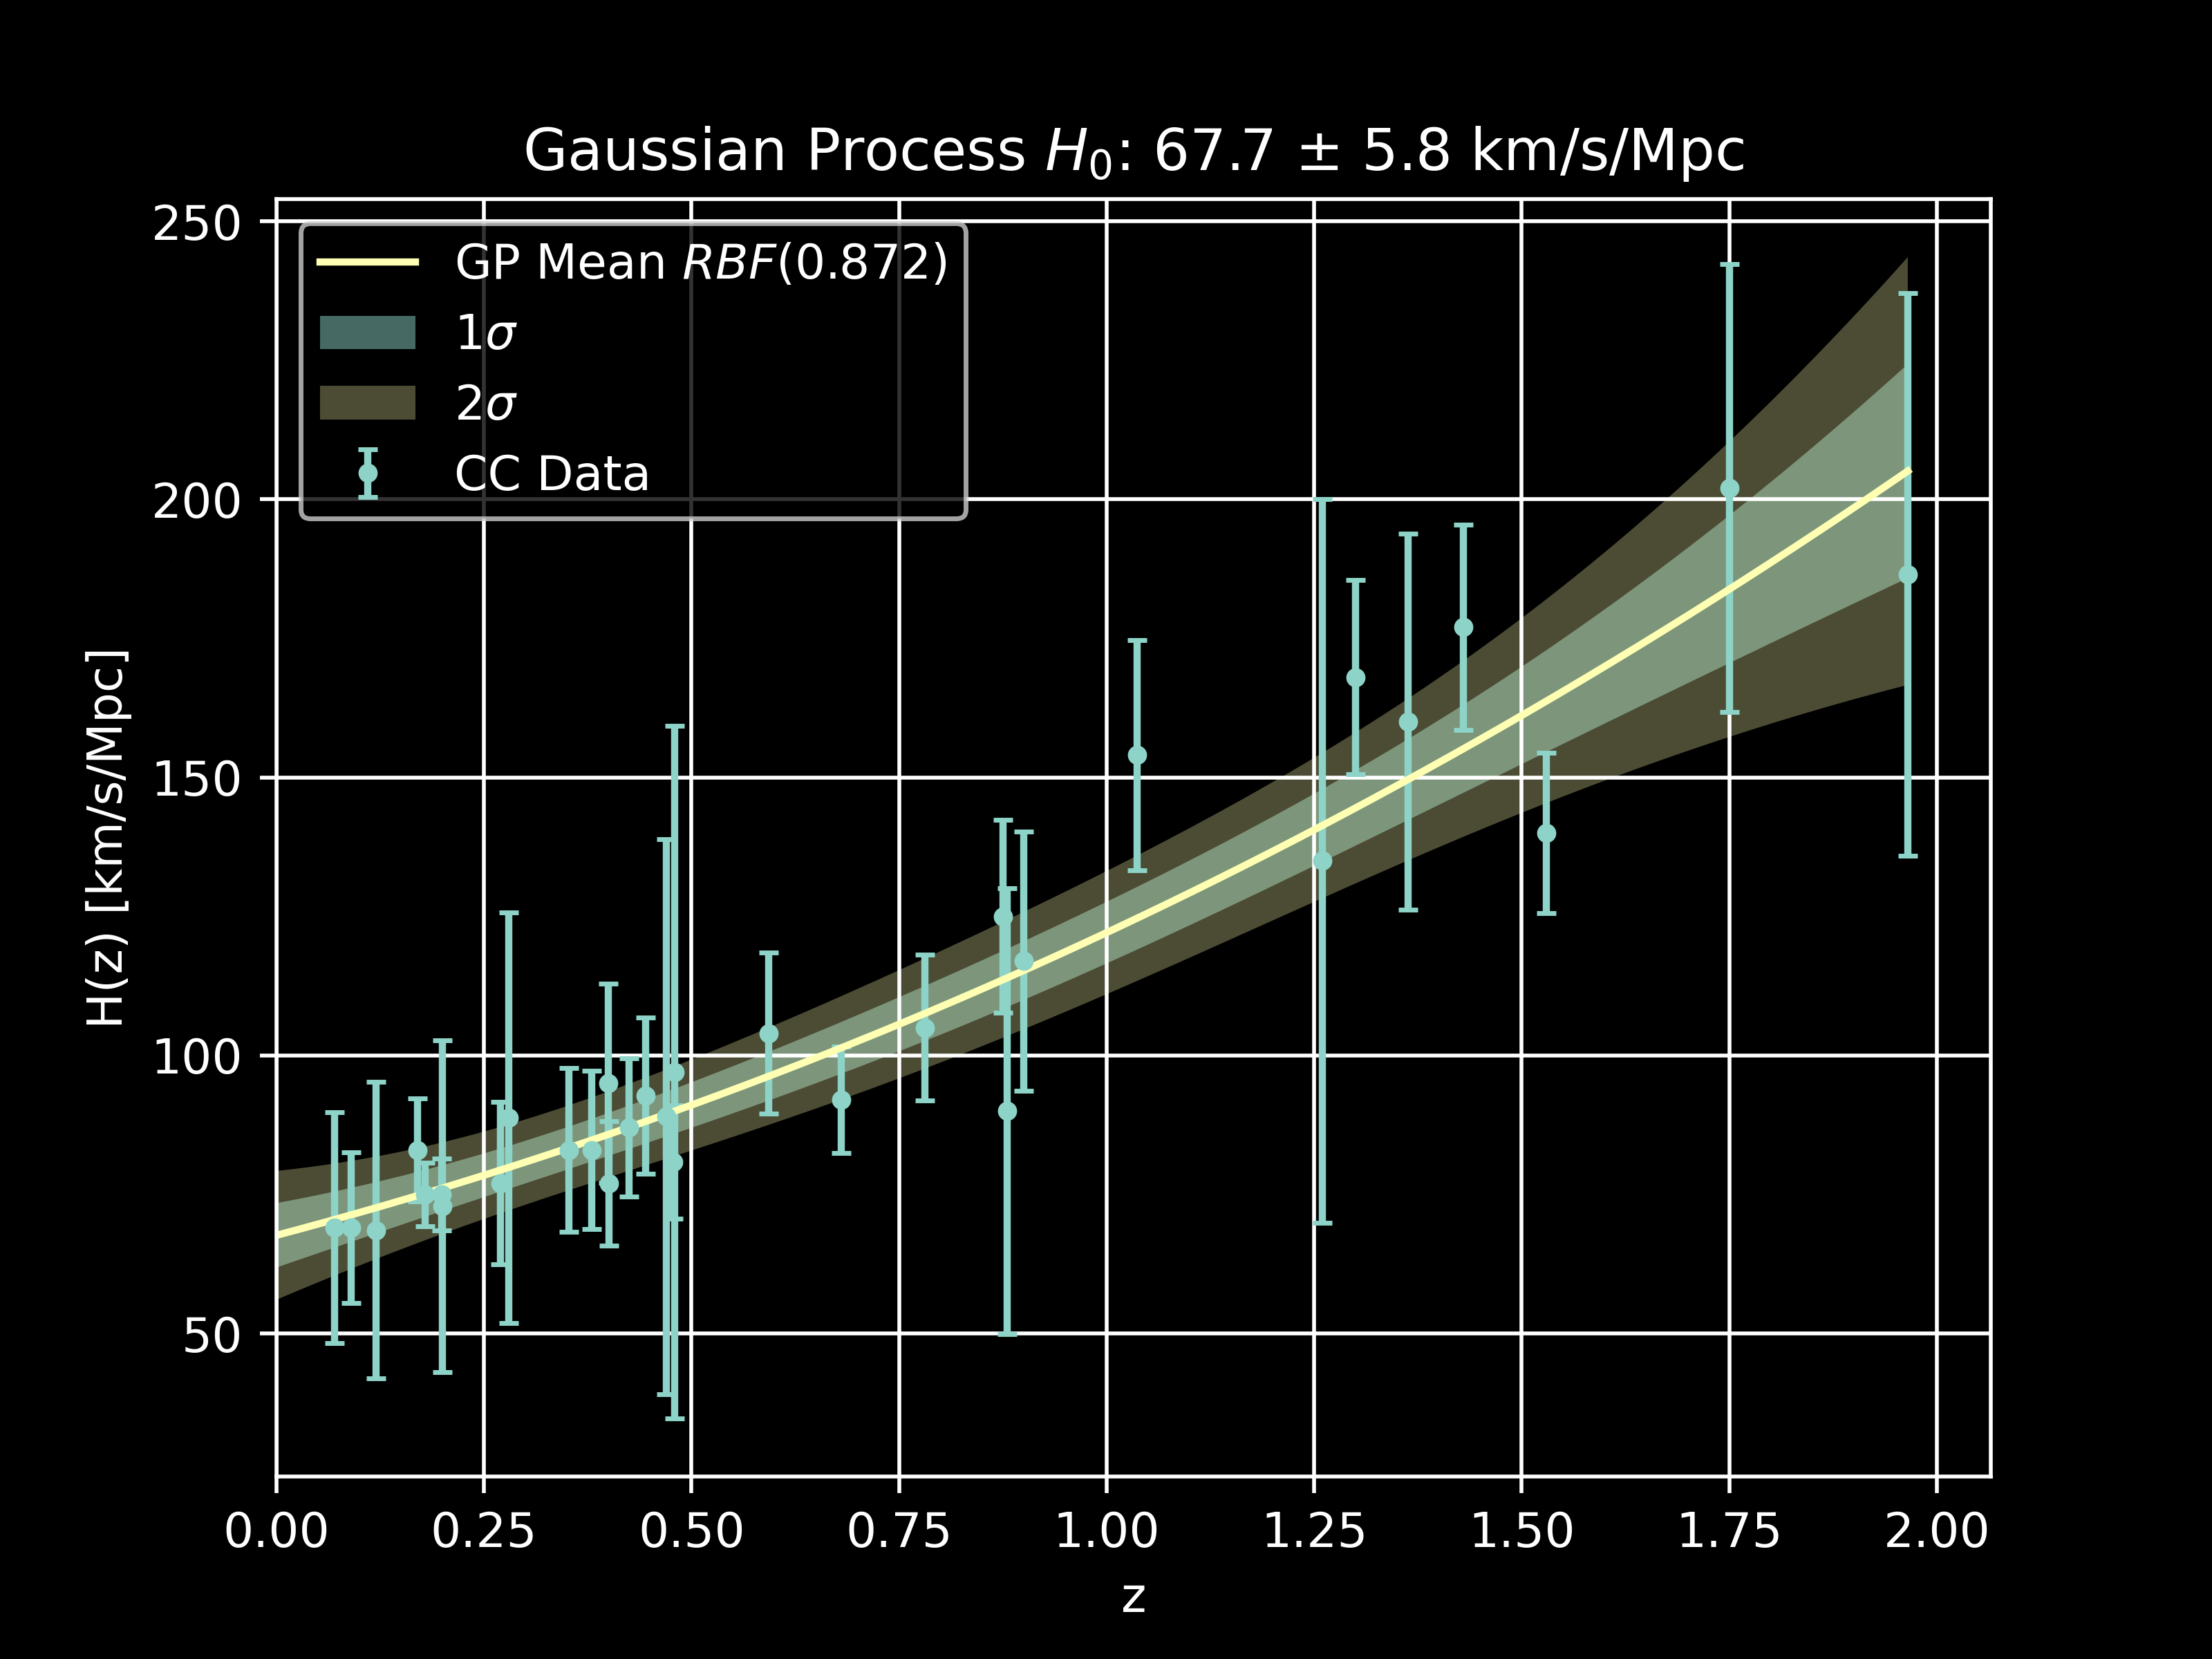 Gaussian Process H₀: 67.7 ± 5.8 km/s/Mpc
250
200
150
100
50
H(z) [km/s/Mpc]
GP Mean RBF(0.872)
1σ
2σ
CC Data
0.00 0.25 0.50 0.75 1.00 1.25 1.50 1.75 2.00
z